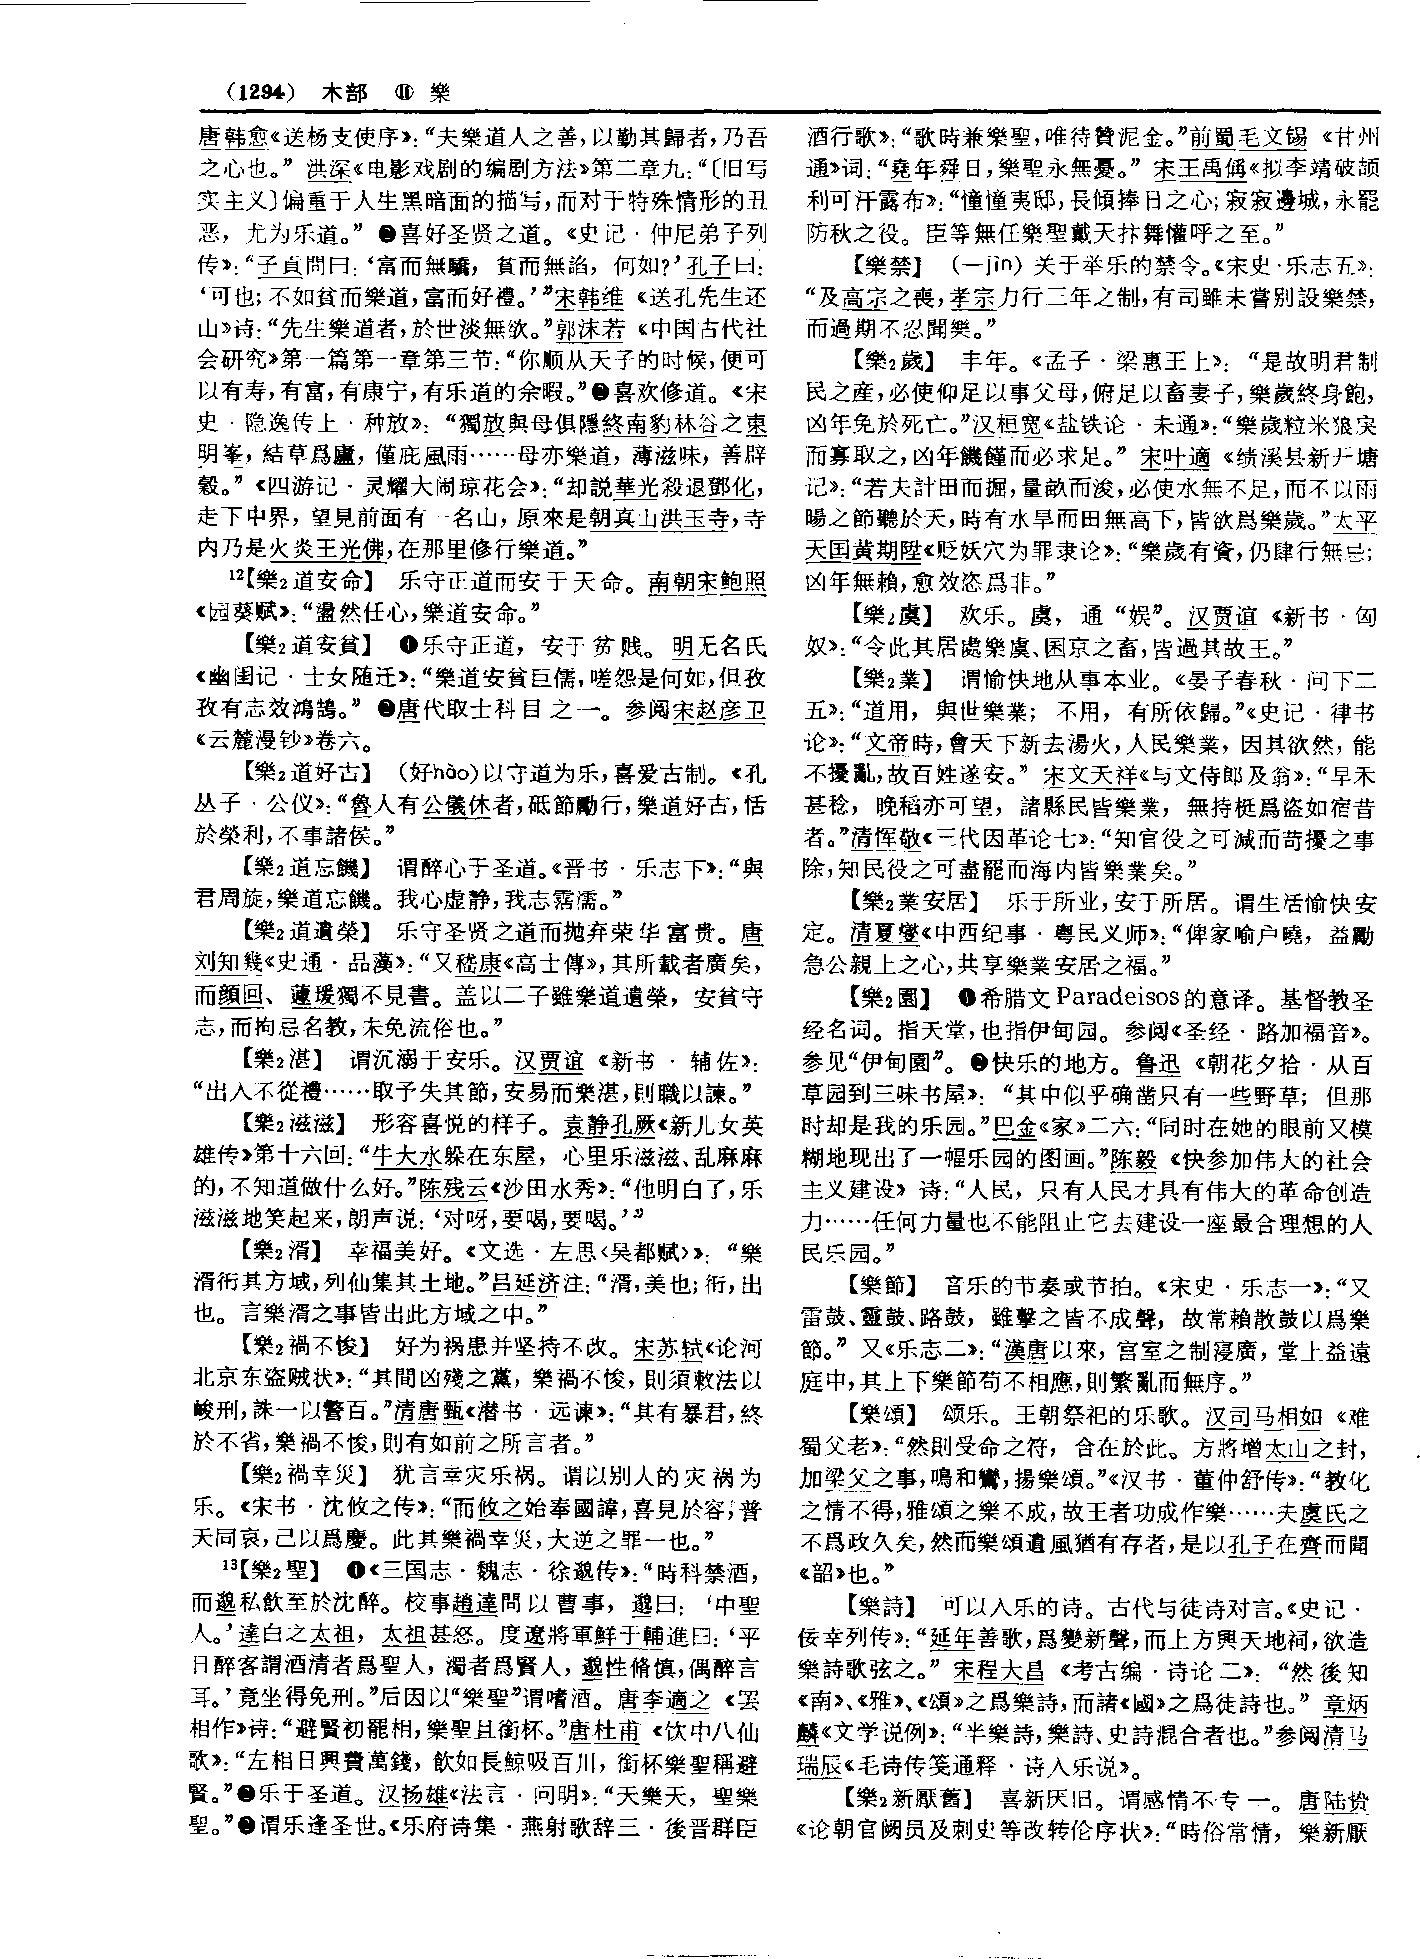 （1294） 木部 ⑪ 樂
唐韩愈《送杨支使序》：“夫樂道人之善，以勤其歸者，乃吾
之心也。” 洪深《电影戏剧的编剧方法》第二章九：“〔旧写
实主义〕偏重于人生黑暗面的描写，而对于特殊情形的丑
恶，尤为乐道。” ❷喜好圣贤之道。《史记·仲尼弟子列
传》：“子貢問曰：‘富而無驕，貧而無諂，何如？’孔子曰：
‘可也；不如貧而樂道，富而好禮。’”宋韩维《送孔先生还
山》诗：“先生樂道者，於世淡無欲。”郭沫若《中国古代社
会研究》第一篇第一章第三节：“你顺从天子的时候，便可
以有寿，有富，有康宁，有乐道的余暇。”❸喜欢修道。《宋
史·隐逸传上·种放》：“獨放與母俱隱終南豹林谷之東
明峯，結草爲廬，僅庇風雨……母亦樂道，薄滋味，善辟
穀。”《四游记·灵耀大闹琼花会》：“却説華光殺退鄧化，
走下中界，望見前面有一名山，原來是朝真山洪玉寺，寺
内乃是火炎王光佛，在那里修行樂道。”
¹²【樂₂道安命】 乐守正道而安于天命。南朝宋鲍照
《园葵赋》：“盪然任心，樂道安命。”
【樂₂道安貧】 ❶乐守正道，安于贫贱。明无名氏
《幽闺记·士女随迁》：“樂道安貧巨儒，嗟怨是何如，但孜
孜有志效鴻鵠。” ❷唐代取士科目之一。参阅宋赵彦卫
《云麓漫钞》卷六。
【樂₂道好古】 （好hào）以守道为乐，喜爱古制。《孔
丛子·公仪》：“魯人有公儀休者，砥節勵行，樂道好古，恬
於榮利，不事諸侯。”
【樂₂道忘饑】 谓醉心于圣道。《晋书·乐志下》：“與
君周旋，樂道忘饑。我心虚静，我志霑濡。”
【樂₂道遺榮】 乐守圣贤之道而抛弃荣华富贵。唐
刘知幾《史通·品藻》：“又嵇康《高士傳》，其所載者廣矣，
而顔回、蘧瑗獨不見書。盖以二子雖樂道遺榮，安貧守
志，而拘忌名教，未免流俗也。”
【樂₂湛】 谓沉溺于安乐。汉贾谊《新书·辅佐》：
“出入不從禮……取予失其節，安易而樂湛，則職以諫。”
【樂₂滋滋】 形容喜悦的样子。袁静孔厥《新儿女英
雄传》第十六回：“牛大水躲在东屋，心里乐滋滋、乱麻麻
的，不知道做什么好。”陈残云《沙田水秀》：“他明白了，乐
滋滋地笑起来，朗声说：‘对呀，要喝，要喝。’”
【樂₂湑】 幸福美好。《文选·左思〈吴都赋〉》：“樂
湑衎其方域，列仙集其土地。”吕延济注：“湑，美也；衎，出
也。言樂湑之事皆出此方域之中。”
【樂₂禍不悛】 好为祸患并坚持不改。宋苏轼《论河
北京东盗贼状》：“其間凶殘之黨，樂禍不悛，則須敕法以
峻刑，誅一以警百。”清唐甄《潜书·远谏》：“其有暴君，終
於不省，樂禍不悛，則有如前之所言者。”
【樂₂禍幸災】 犹言幸灾乐祸。谓以别人的灾祸为
乐。《宋书·沈攸之传》：“而攸之始奉國諱，喜見於容；普
天同哀，己以爲慶。此其樂禍幸災，大逆之罪一也。”
¹³【樂₂聖】 ❶《三国志·魏志·徐邈传》：“時科禁酒，
而邈私飲至於沈醉。校事趙達問以曹事，邈曰：‘中聖
人。’達白之太祖，太祖甚怒。度遼將軍鮮于輔進曰：‘平
日醉客謂酒清者爲聖人，濁者爲賢人，邈性脩慎，偶醉言
耳。’竟坐得免刑。”后因以“樂聖”谓嗜酒。唐李適之《罢
相作》诗：“避賢初罷相，樂聖且銜杯。”唐杜甫《饮中八仙
歌》：“左相日興費萬錢，飲如長鯨吸百川，銜杯樂聖稱避
賢。”❷乐于圣道。汉扬雄《法言·问明》：“天樂天，聖樂
聖。”❸谓乐逢圣世。《乐府诗集·燕射歌辞三·後晋群臣
酒行歌》：“歌時兼樂聖，唯待贊泥金。”前蜀毛文锡《甘州
遍》词：“堯年舜日，樂聖永無憂。” 宋王禹偁《拟李靖破颉
利可汗露布》：“憧憧夷邸，長傾捧日之心；寂寂邊城，永罷
防秋之役。臣等無任樂聖戴天抃舞懽呼之至。”
【樂禁】 （—jìn）关于举乐的禁令。《宋史·乐志五》：
“及高宗之喪，孝宗力行三年之制，有司雖未嘗別設樂禁，
而過期不忍聞樂。”
【樂₂歲】 丰年。《孟子·梁惠王上》：“是故明君制
民之産，必使仰足以事父母，俯足以畜妻子，樂歲終身飽，
凶年免於死亡。”汉桓宽《盐铁论·未通》：“樂歲粒米狼戾
而寡取之，凶年饑饉而必求足。” 宋叶適《绩溪县新开塘
记》：“若夫計田而掘，量畝而浚，必使水無不足，而不以雨
暘之節聽於天，時有水旱而田無高下，皆欲爲樂歲。”太平
天国黄期陞《贬妖穴为罪隶论》：“樂歲有資，仍肆行無忌；
凶年無賴，愈效恣爲非。”
【樂₂虞】 欢乐。虞，通“娱”。汉贾谊《新书·匈
奴》：“令此其居處樂虞、囷京之畜，皆過其故王。”
【樂₂業】 谓愉快地从事本业。《晏子春秋·问下二
五》：“道用，與世樂業；不用，有所依歸。”《史记·律书
论》：“文帝時，會天下新去湯火，人民樂業，因其欲然，能
不擾亂，故百姓遂安。” 宋文天祥《与文侍郎及翁》：“早禾
甚稔，晚稻亦可望，諸縣民皆樂業，無持梃爲盗如宿昔
者。”清恽敬《三代因革论七》：“知官役之可減而苛擾之事
除，知民役之可盡罷而海内皆樂業矣。”
【樂₂業安居】 乐于所业，安于所居。谓生活愉快安
定。清夏燮《中西纪事·粤民义师》：“俾家喻户曉，益勵
急公親上之心，共享樂業安居之福。”
【樂₂園】 ❶希腊文Paradeisos的意译。基督教圣
经名词。指天堂，也指伊甸园。参阅《圣经·路加福音》。
参见“伊甸園”。❷快乐的地方。鲁迅《朝花夕拾·从百
草园到三味书屋》：“其中似乎确凿只有一些野草；但那
时却是我的乐园。”巴金《家》二六：“同时在她的眼前又模
糊地现出了一幅乐园的图画。”陈毅《快参加伟大的社会
主义建设》诗：“人民，只有人民才具有伟大的革命创造
力……任何力量也不能阻止它去建设一座最合理想的人
民乐园。”
【樂節】 音乐的节奏或节拍。《宋史·乐志一》：“又
雷鼓、靈鼓、路鼓，雖擊之皆不成聲，故常賴散鼓以爲樂
節。” 又《乐志二》：“漢唐以來，宫室之制寖廣，堂上益遠
庭中，其上下樂節苟不相應，則繁亂而無序。”
【樂頌】 颂乐。王朝祭祀的乐歌。汉司马相如《难
蜀父老》：“然則受命之符，合在於此。方將增太山之封，
加梁父之事，鳴和鸞，揚樂頌。”《汉书·董仲舒传》：“教化
之情不得，雅頌之樂不成，故王者功成作樂……夫虞氏之
不爲政久矣，然而樂頌遺風猶有存者，是以孔子在齊而聞
《韶》也。”
【樂詩】 可以入乐的诗。古代与徒诗对言。《史记·
佞幸列传》：“延年善歌，爲變新聲，而上方興天地祠，欲造
樂詩歌弦之。” 宋程大昌《考古编·诗论二》：“然後知
《南》、《雅》、《頌》之爲樂詩，而諸《國》之爲徒詩也。” 章炳
麟《文学说例》：“半樂詩，樂詩、史詩混合者也。”参阅清马
瑞辰《毛诗传笺通释·诗入乐说》。
【樂₂新厭舊】 喜新厌旧。谓感情不专一。唐陆贽
《论朝官阙员及刺史等改转伦序状》：“時俗常情，樂新厭